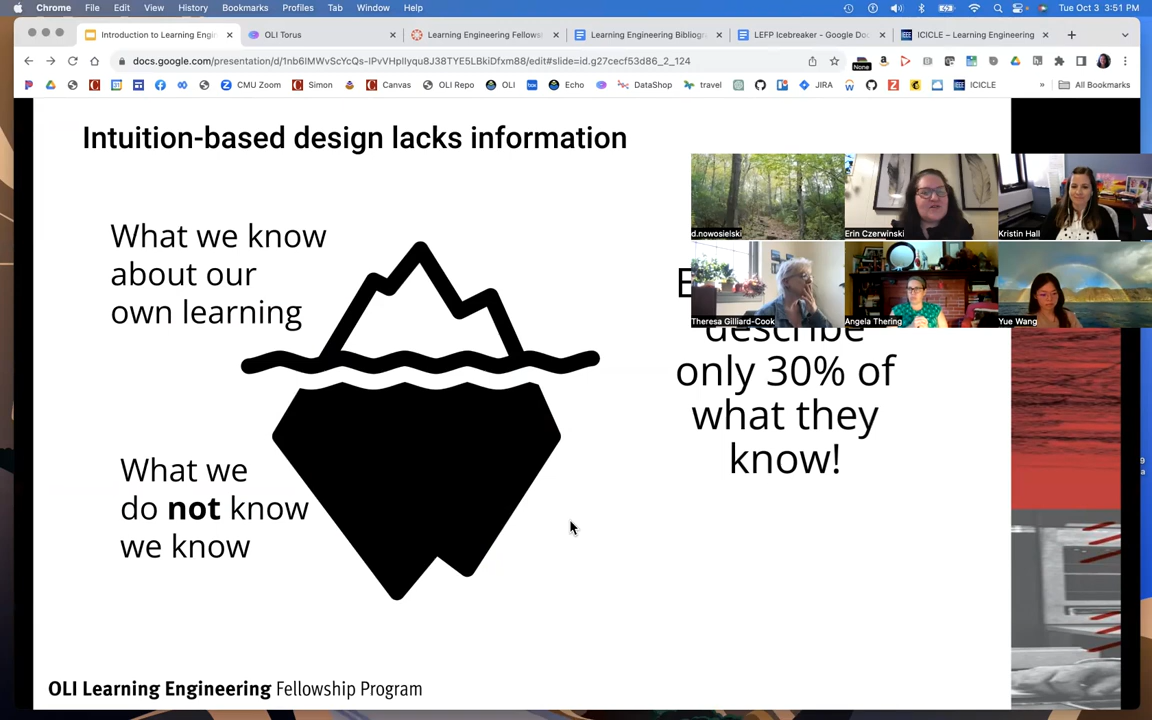 Chrome File Edit View History Bookmarks Profiles Tab Window Help Tue Oct 3 3:51 PM
Introduction to Learning Engin OLI Torus Learning Engineering Fellows Learning Engineering Bibliogra LEFP Icebreaker - Google Doc ICICLE – Learning Engineering
docs.google.com/presentation/d/1nb6IMWvScYcQs-IPvVHpIlyqu8J38TYE5LBkiDfxm88/edit#slide=id.g27cecf53d86_2_124 None
CMU Zoom Simon Canvas OLI Repo OLI Echo DataShop travel JIRA ICICLE » All Bookmarks
Intuition-based design lacks information
d.nowosielski
Erin Czerwinski
Kristin Hall
Theresa Gilliard-Cook
Angela Thering
Yue Wang
What we know
about our
own learning
describe
only 30% of
what they
know!
What we
do not know
we know
OLI Learning Engineering Fellowship Program